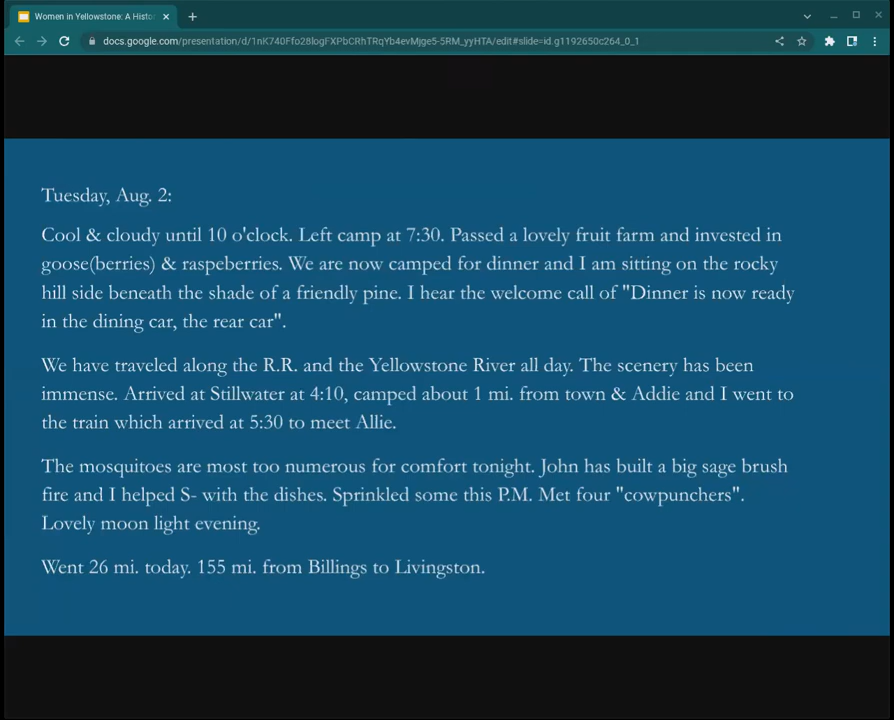 Women in Yellowstone: A Histo
docs.google.com/presentation/d/1nK740Ffo28logFXPbCRhTRqYb4evMjge5-5RM_yyHTA/edit#slide=id.g1192650c264_0_1
Tuesday, Aug. 2:
Cool & cloudy until 10 o'clock. Left camp at 7:30. Passed a lovely fruit farm and invested in
goose(berries) & raspeberries. We are now camped for dinner and I am sitting on the rocky
hill side beneath the shade of a friendly pine. I hear the welcome call of "Dinner is now ready
in the dining car, the rear car".
We have traveled along the R.R. and the Yellowstone River all day. The scenery has been
immense. Arrived at Stillwater at 4:10, camped about 1 mi. from town & Addie and I went to
the train which arrived at 5:30 to meet Allie.
The mosquitoes are most too numerous for comfort tonight. John has built a big sage brush
fire and I helped S- with the dishes. Sprinkled some this P.M. Met four "cowpunchers".
Lovely moon light evening.
Went 26 mi. today. 155 mi. from Billings to Livingston.